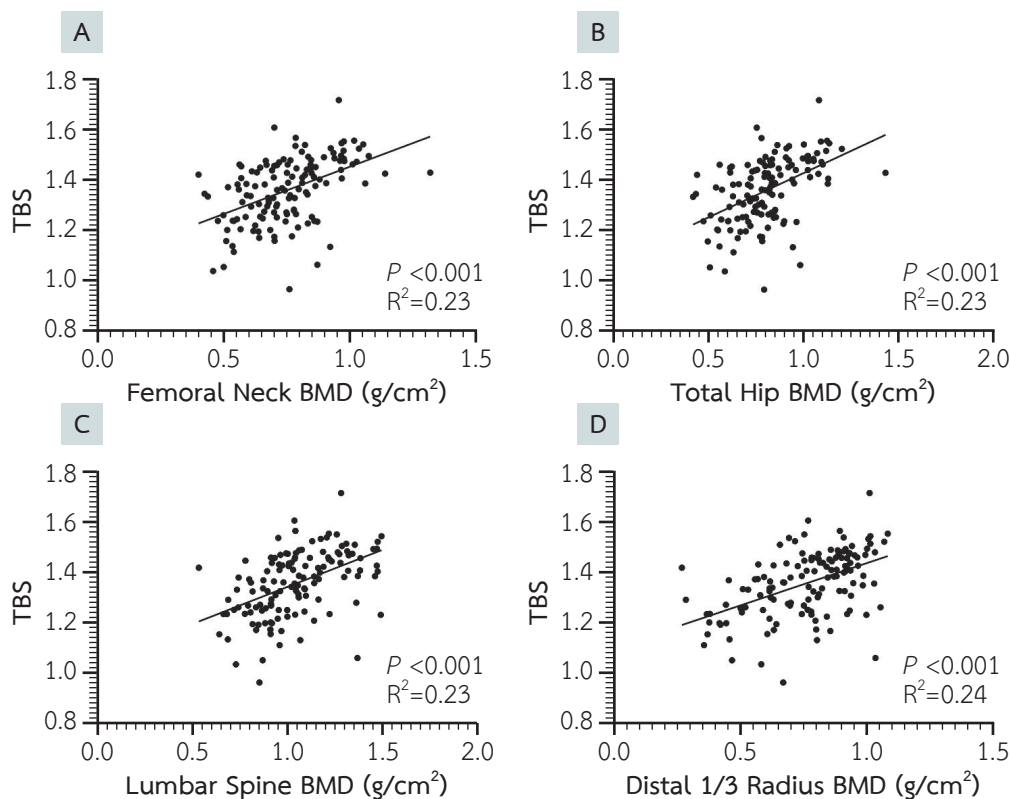 A
1.8
1.6
1.4
1.2
1.0
0.8
TBS
P <0.001
R²=0.23
0.0 0.5 1.0 1.5
Femoral Neck BMD (g/cm²)
B
1.8
1.6
1.4
1.2
1.0
0.8
TBS
P <0.001
R²=0.23
0.0 0.5 1.0 1.5 2.0
Total Hip BMD (g/cm²)
C
1.8
1.6
1.4
1.2
1.0
0.8
TBS
P <0.001
R²=0.23
0.0 0.5 1.0 1.5 2.0
Lumbar Spine BMD (g/cm²)
D
1.8
1.6
1.4
1.2
1.0
0.8
TBS
P <0.001
R²=0.24
0.0 0.5 1.0 1.5
Distal 1/3 Radius BMD (g/cm²)